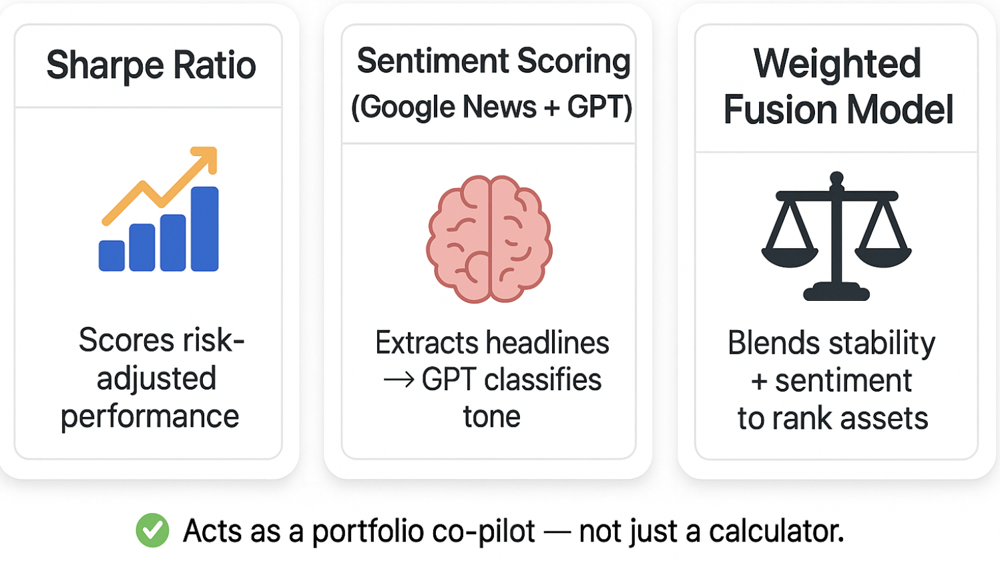 Sharpe Ratio
Scores risk-
adjusted
performance
Sentiment Scoring
(Google News + GPT)
Extracts headlines
→ GPT classifies
tone
Weighted
Fusion Model
Blends stability
+ sentiment
to rank assets
Acts as a portfolio co-pilot — not just a calculator.